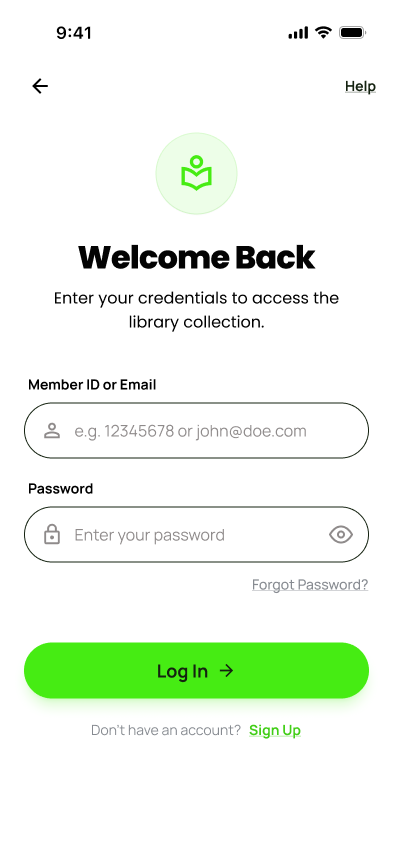 9:41
Help
Welcome Back
Enter your credentials to access the
library collection.
Member ID or Email
e.g. 12345678 or john@doe.com
Password
Enter your password
Forgot Password?
Log In
Don't have an account? Sign Up